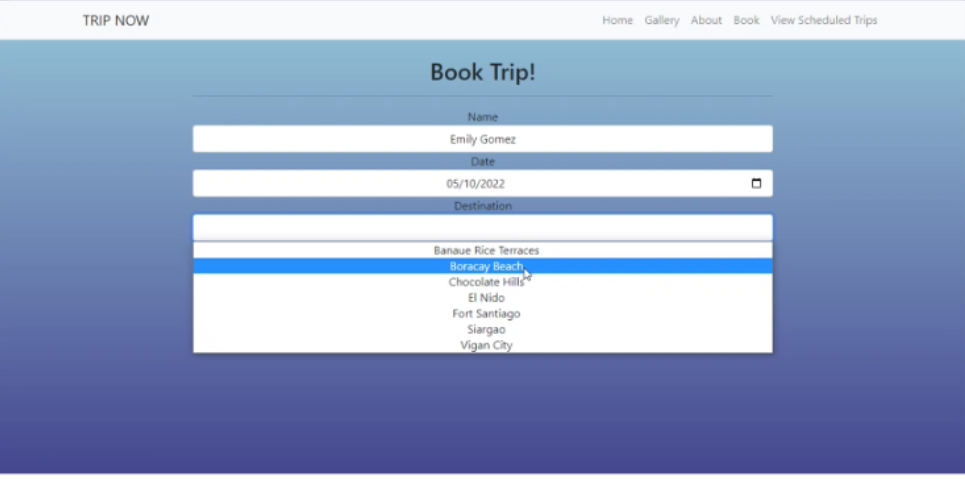 TRIP NOW Home Gallery About Book View Scheduled Trips
Book Trip!
Name
Emily Gomez
Date
05/10/2022
Destination
Banaue Rice Terraces
Boracay Beach
Chocolate Hills
El Nido
Fort Santiago
Siargao
Vigan City